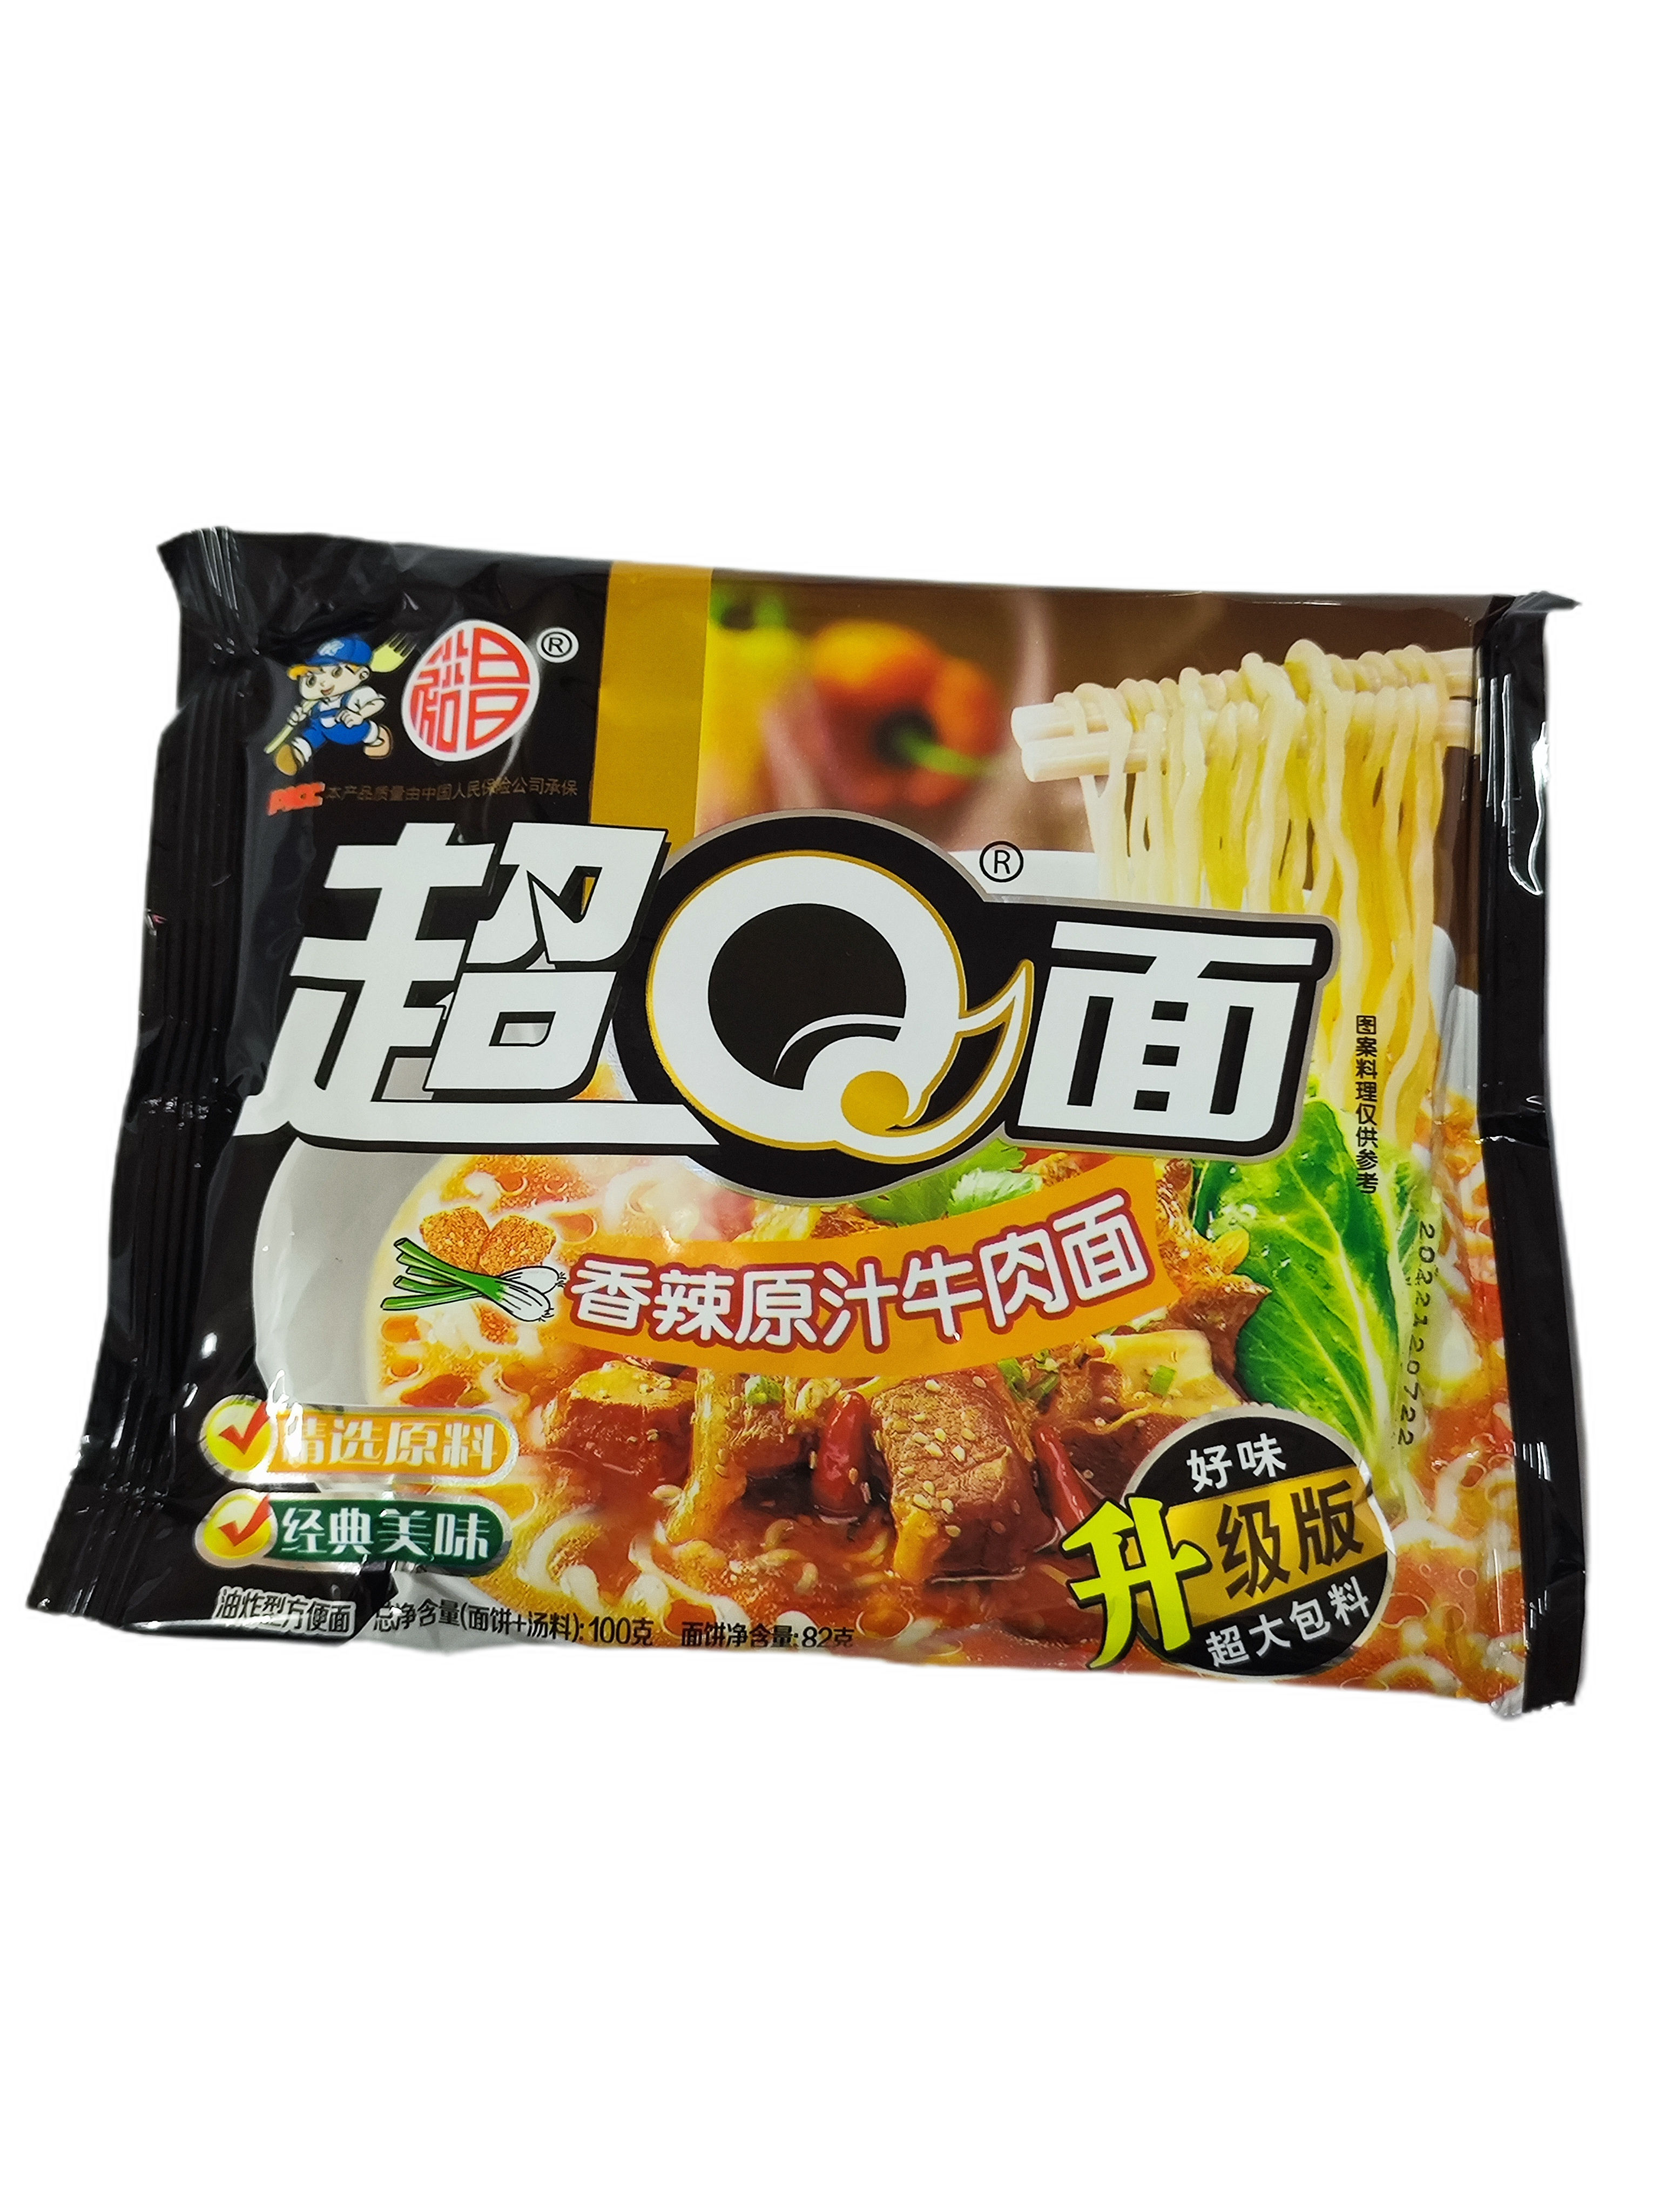 裕昌®
PICC 本产品质量由中国人民保险公司承保
超Q面®
图案料理仅供参考
香辣原汁牛肉面
精选原料
经典美味
好味
升级版
超大包料
油炸型方便面 总净含量(面饼+汤料):100克 面饼净含量:82克